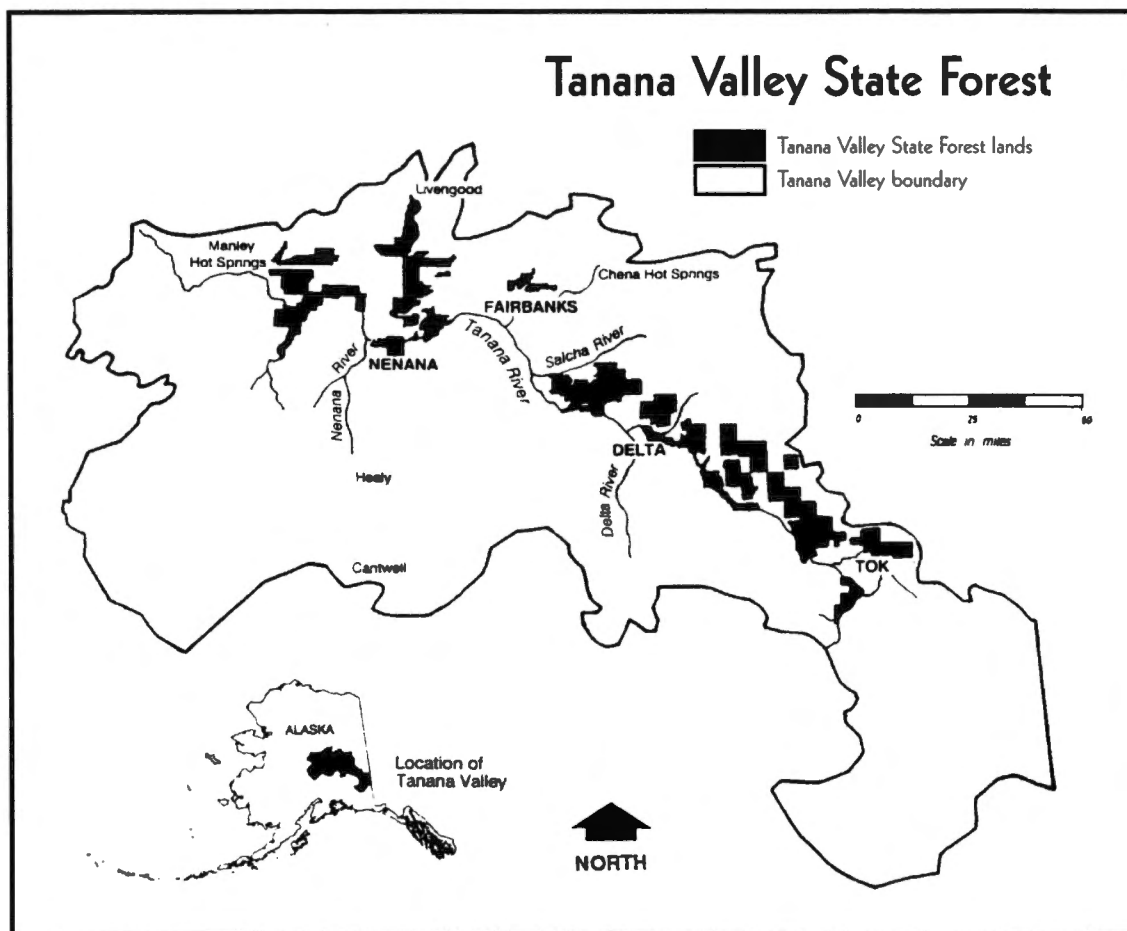 Tanana Valley State Forest
Tanana Valley State Forest lands
Tanana Valley boundary
Livengood
Manley
Hot Springs
Chena Hot Springs
FAIRBANKS
Tanana River
Salcha River
NENANA
Nenana River
Healy
DELTA
Delta River
Cantwell
TOK
0 25 50
Scale in miles
ALASKA
Location of
Tanana Valley
NORTH